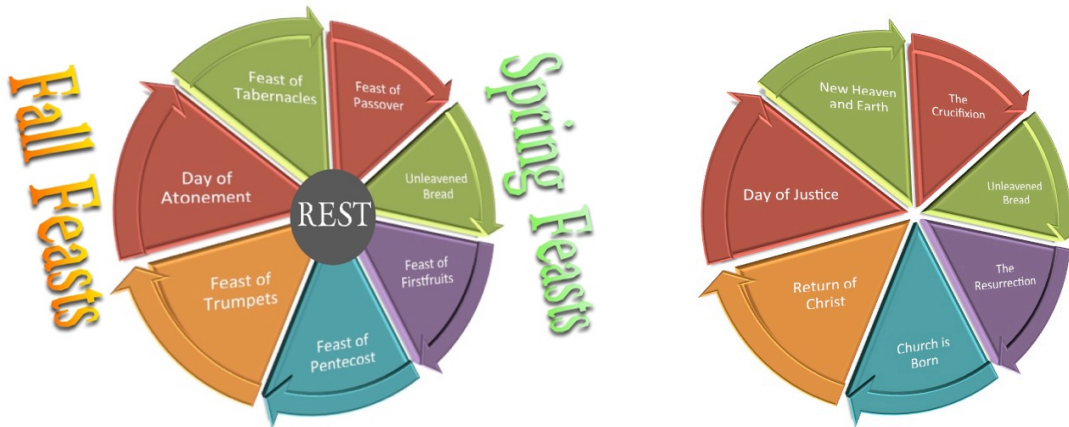 Fall Feasts
Feast of
Tabernacles
Feast of
Passover
Unleavened
Bread
Feast of
Firstfruits
Feast of
Pentecost
Feast of
Trumpets
Day of
Atonement
REST
Spring Feasts
New Heaven
and Earth
The
Crucifixion
Unleavened
Bread
The
Resurrection
Church is
Born
Return of
Christ
Day of Justice